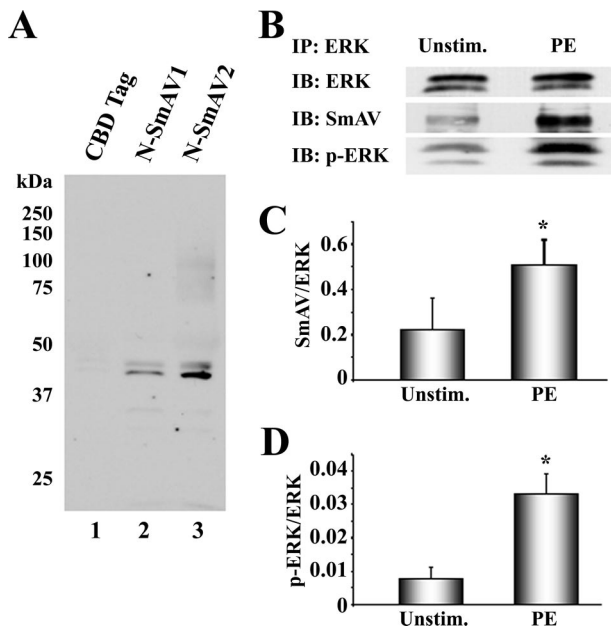 A
CBD Tag
N-SmAV1
N-SmAV2
kDa
250
150
100
75
50
37
25
1 2 3
B
IP: ERK Unstim. PE
IB: ERK
IB: SmAV
IB: p-ERK
C
SmAV/ERK
0.6
0.4
0.2
0
*
Unstim. PE
D
p-ERK/ERK
0.04
0.03
0.02
0.01
0
*
Unstim. PE